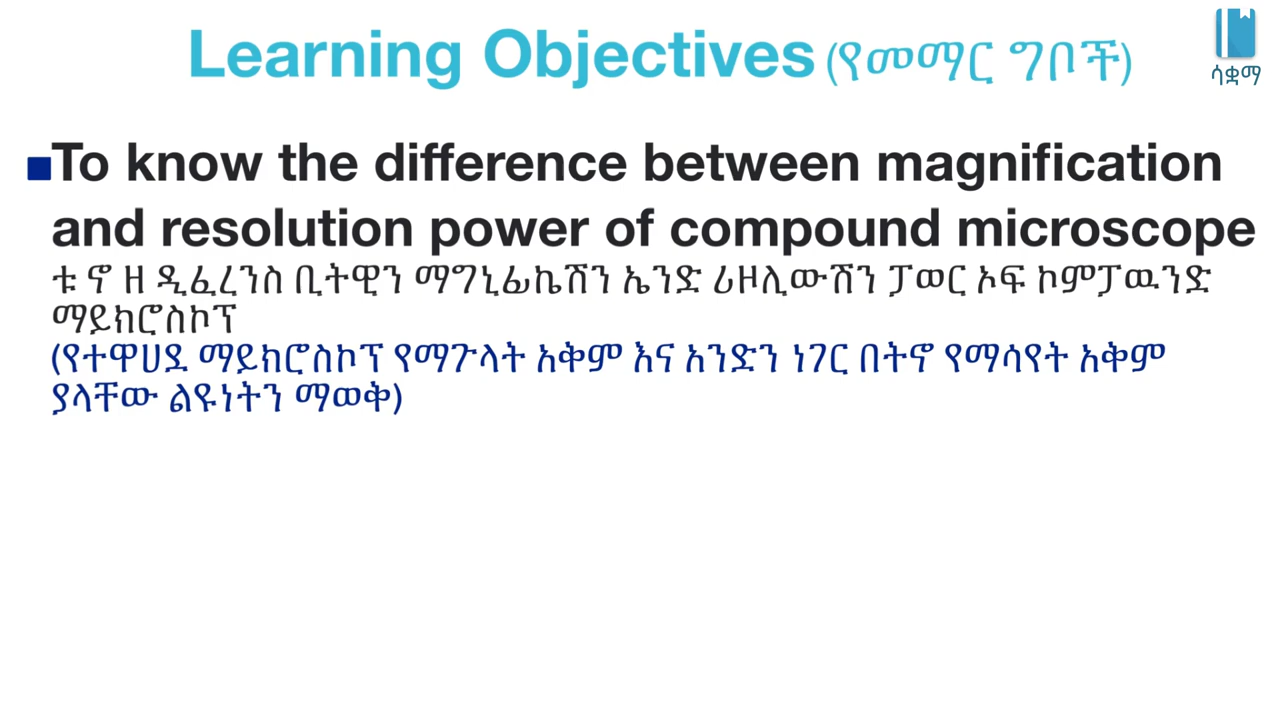 Learning Objectives (የመማር ግቦች)
ሳቋማ
To know the difference between magnification
and resolution power of compound microscope
ቱ ኖ ዘ ዲፈረንስ ቢትዊን ማግኒፊኬሽን ኤንድ ሪዞሊውሽን ፓወር ኦፍ ኮምፓዉንድ
ማይክሮስኮፕ
(የተዋሀደ ማይክሮስኮፕ የማጉላት አቅም እና አንድን ነገር በትኖ የማሳየት አቅም
ያላቸው ልዩነትን ማወቅ)